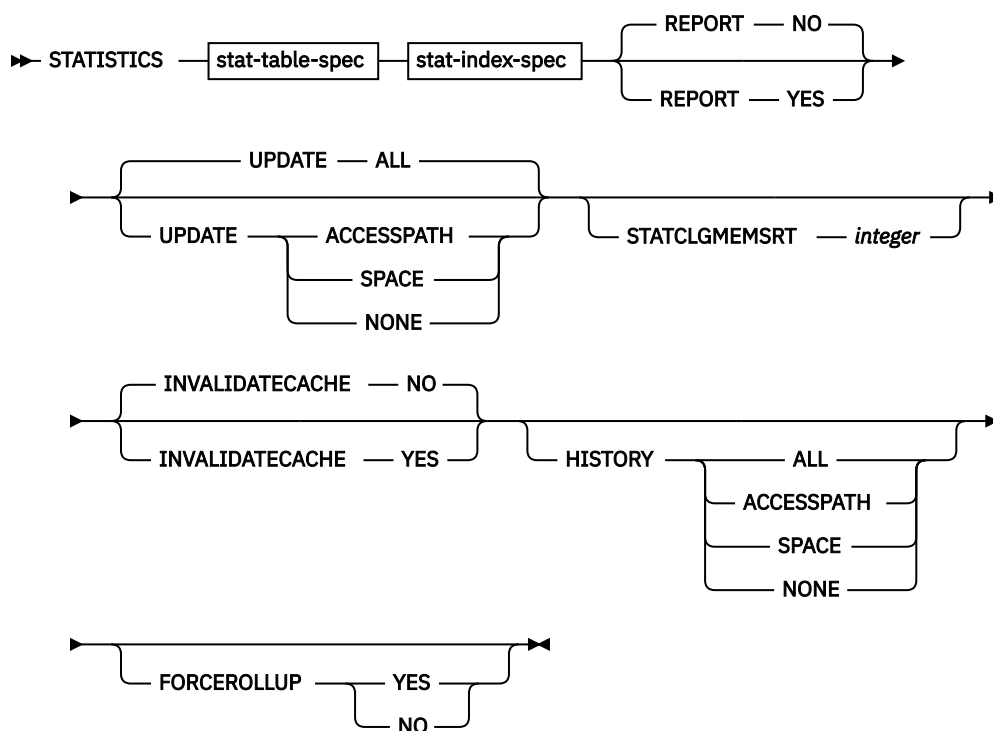 REPORT NO
STATISTICS stat-table-spec stat-index-spec
REPORT YES
UPDATE ALL
UPDATE ACCESSPATH
SPACE
NONE
STATCLGMEMSRT integer
INVALIDATECACHE NO
INVALIDATECACHE YES
HISTORY ALL
ACCESSPATH
SPACE
NONE
FORCEROLLUP YES
NO